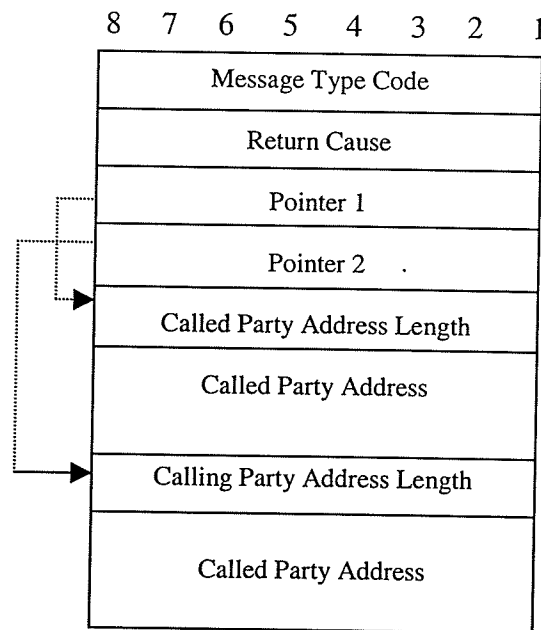 8 7 6 5 4 3 2 1
Message Type Code
Return Cause
Pointer 1
Pointer 2
Called Party Address Length
Called Party Address
Calling Party Address Length
Called Party Address